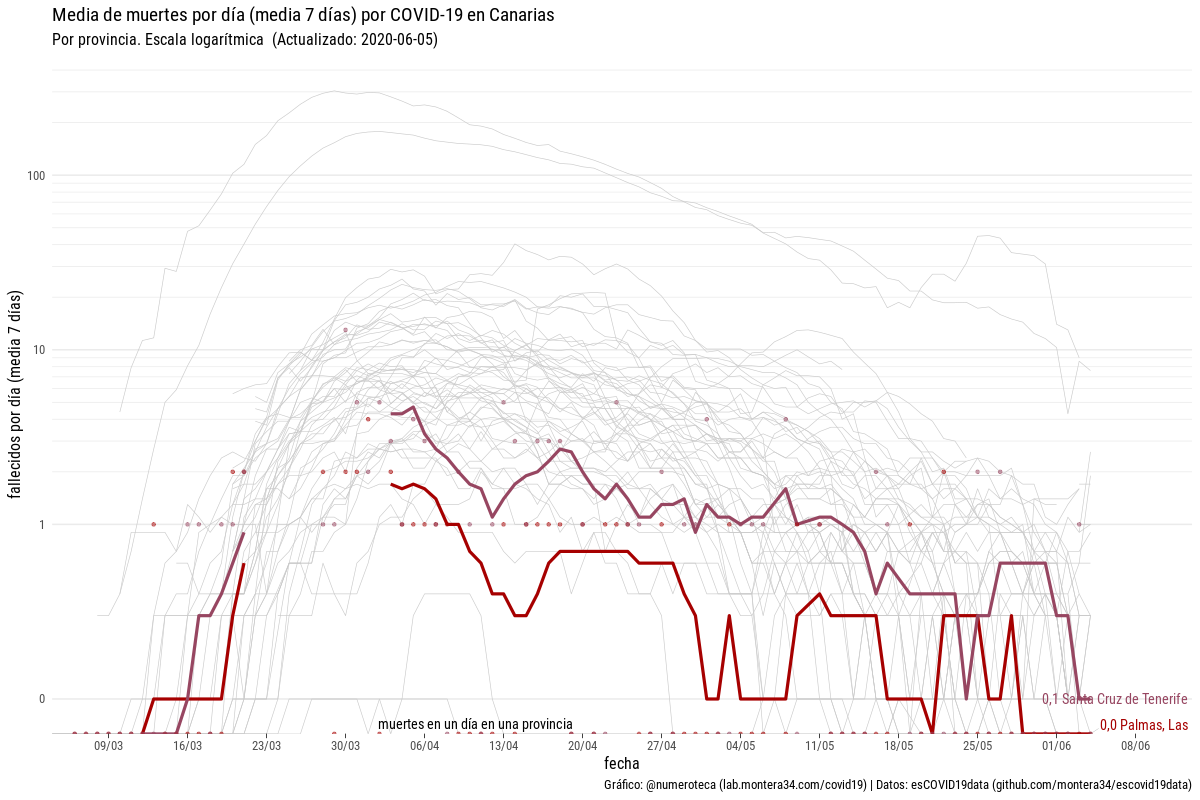 Media de muertes por día (media 7 días) por COVID-19 en Canarias
Por provincia. Escala logarítmica (Actualizado: 2020-06-05)
fallecidos por día (media 7 días)
100
10
1
0
0,1 Santa Cruz de Tenerife
muertes en un día en una provincia
0,0 Palmas, Las
09/03 16/03 23/03 30/03 06/04 13/04 20/04 27/04 04/05 11/05 18/05 25/05 01/06 08/06
fecha
Gráfico: @numeroteca (lab.montera34.com/covid19) | Datos: esCOVID19data (github.com/montera34/escovid19data)